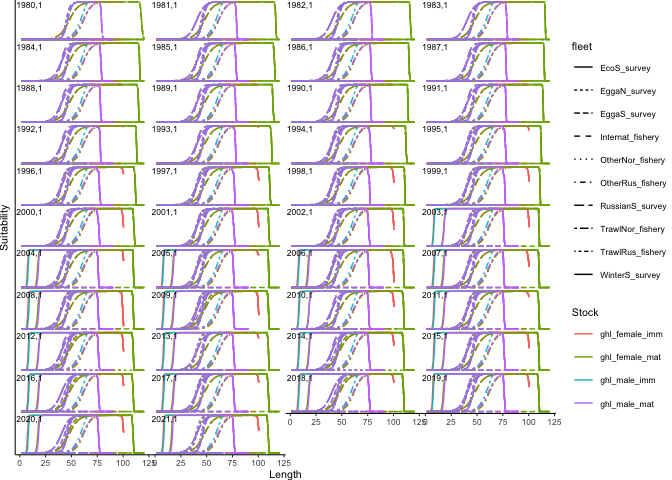 1980,1 1981,1 1982,1 1983,1
1984,1 1985,1 1986,1 1987,1
1988,1 1989,1 1990,1 1991,1
1992,1 1993,1 1994,1 1995,1
1996,1 1997,1 1998,1 1999,1
2000,1 2001,1 2002,1 2003,1
2004,1 2005,1 2006,1 2007,1
2008,1 2009,1 2010,1 2011,1
2012,1 2013,1 2014,1 2015,1
2016,1 2017,1 2018,1 2019,1
2020,1 2021,1
0 25 50 75 100 125 0 25 50 75 100 125
0 25 50 75 100 125 0 25 50 75 100 125
Length
Suitability
fleet
EcoS_survey
EggaN_survey
EggaS_survey
Internat_fishery
OtherNor_fishery
OtherRus_fishery
RussianS_survey
TrawlNor_fishery
TrawlRus_fishery
WinterS_survey
Stock
ghl_female_imm
ghl_female_mat
ghl_male_imm
ghl_male_mat